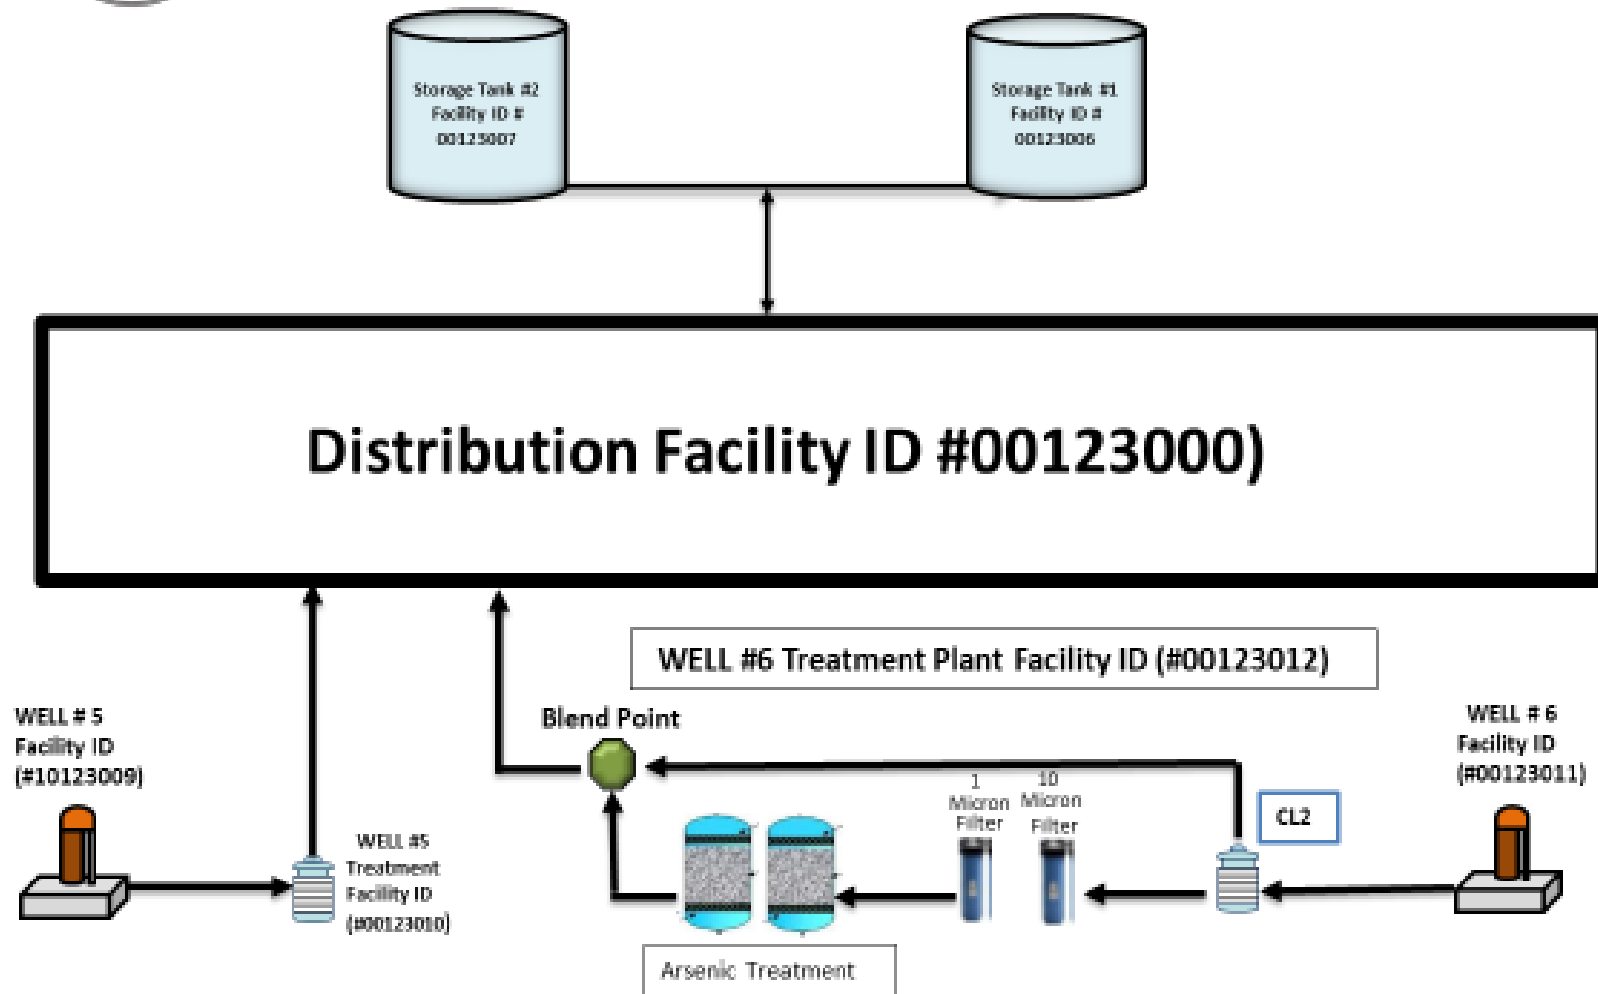 Storage Tank #2
Facility ID #
00123007
Storage Tank #1
Facility ID #
00123006
Distribution Facility ID #00123000)
WELL #6 Treatment Plant Facility ID (#00123012)
WELL # 5
Facility ID
(#10123009)
Blend Point
WELL # 6
Facility ID
(#00123011)
1
Micron
Filter
10
Micron
Filter
CL2
WELL #5
Treatment
Facility ID
(#00123010)
Arsenic Treatment